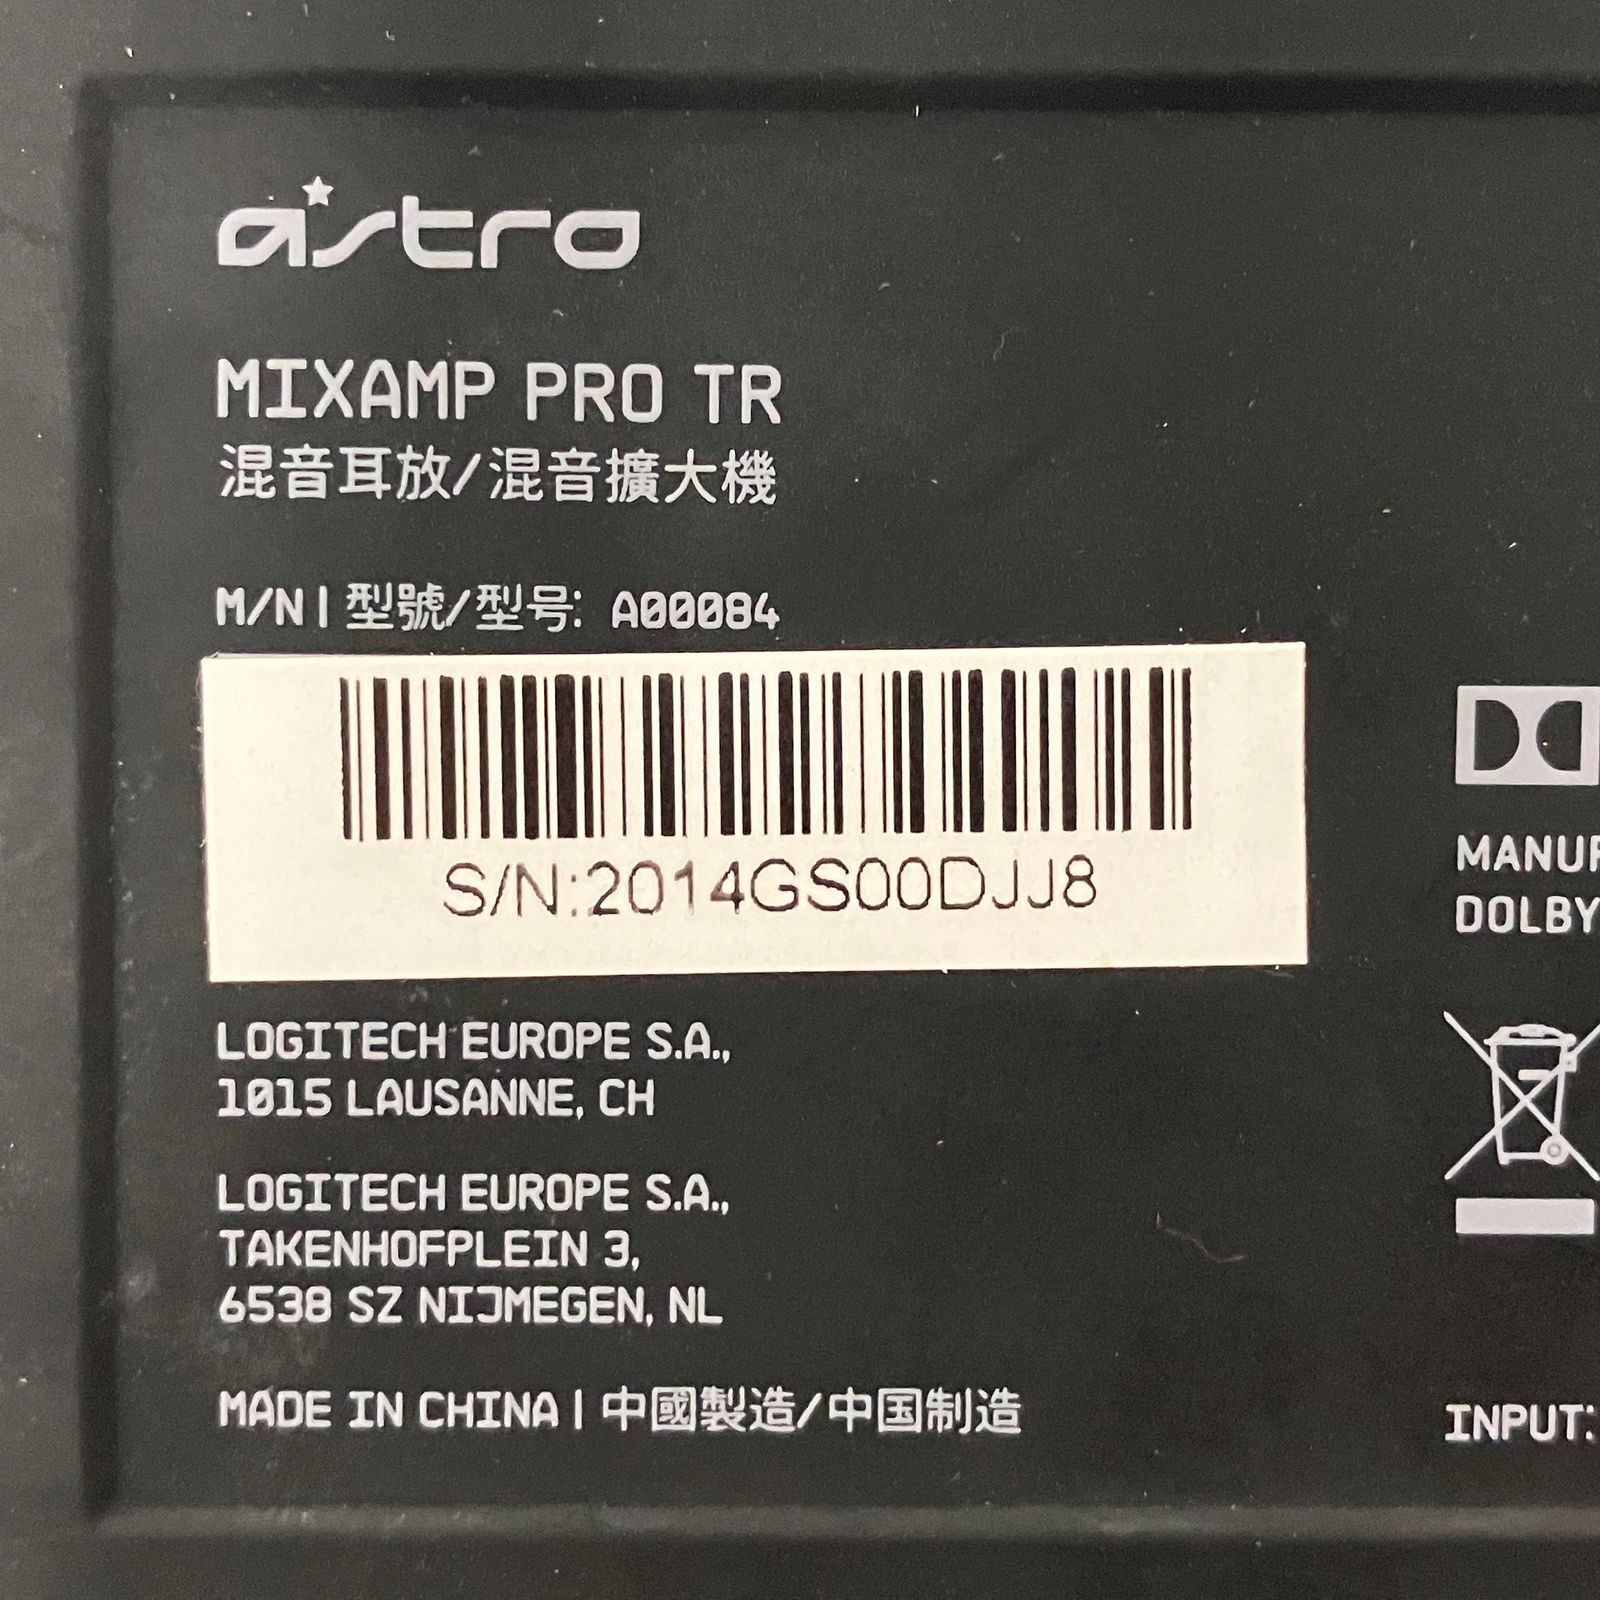 astro
MIXAMP PRO TR
混音耳放/混音擴大機
M/N | 型號/型号: A00084
S/N:2014GS00DJJ8
LOGITECH EUROPE S.A.,
1015 LAUSANNE, CH
LOGITECH EUROPE S.A.,
TAKENHOFPLEIN 3,
6538 SZ NIJMEGEN, NL
MADE IN CHINA | 中國製造/中国制造
MANUF
DOLBY
INPUT: